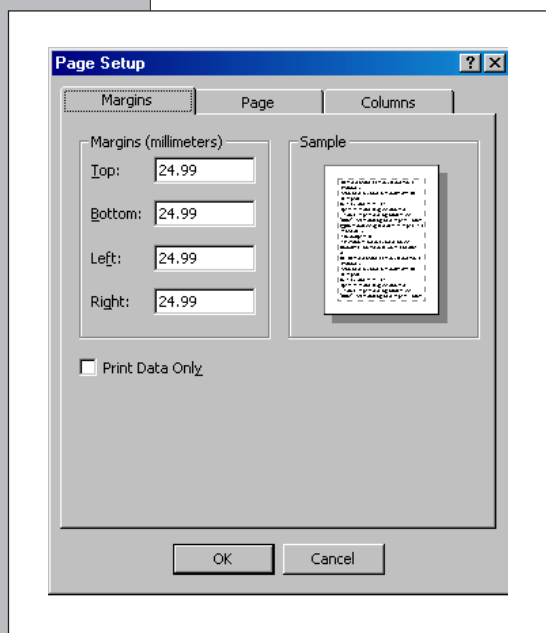 Page Setup
Margins Page Columns
Margins (millimeters)
Sample
Top: 24.99
Bottom: 24.99
Left: 24.99
Right: 24.99
Print Data Only
OK Cancel